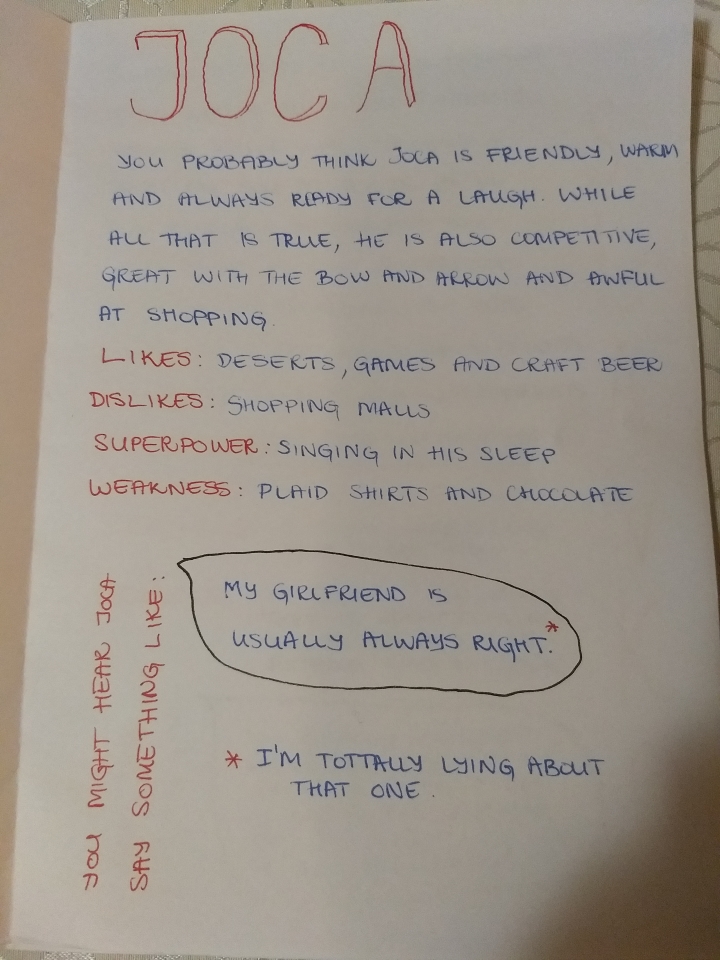 JOCA
YOU PROBABLY THINK JOCA IS FRIENDLY, WARM
AND ALWAYS READY FOR A LAUGH. WHILE
ALL THAT IS TRUE, HE IS ALSO COMPETITIVE,
GREAT WITH THE BOW AND ARROW AND AWFUL
AT SHOPPING.
LIKES: DESERTS, GAMES AND CRAFT BEER
DISLIKES: SHOPPING MALLS
SUPERPOWER: SINGING IN HIS SLEEP
WEAKNESS: PLAID SHIRTS AND CHOCOLATE
YOU MIGHT HEAR JOCA
SAY SOMETHING LIKE:
MY GIRLFRIEND IS
USUALLY ALWAYS RIGHT.*
* I'M TOTTALLY LYING ABOUT
THAT ONE.